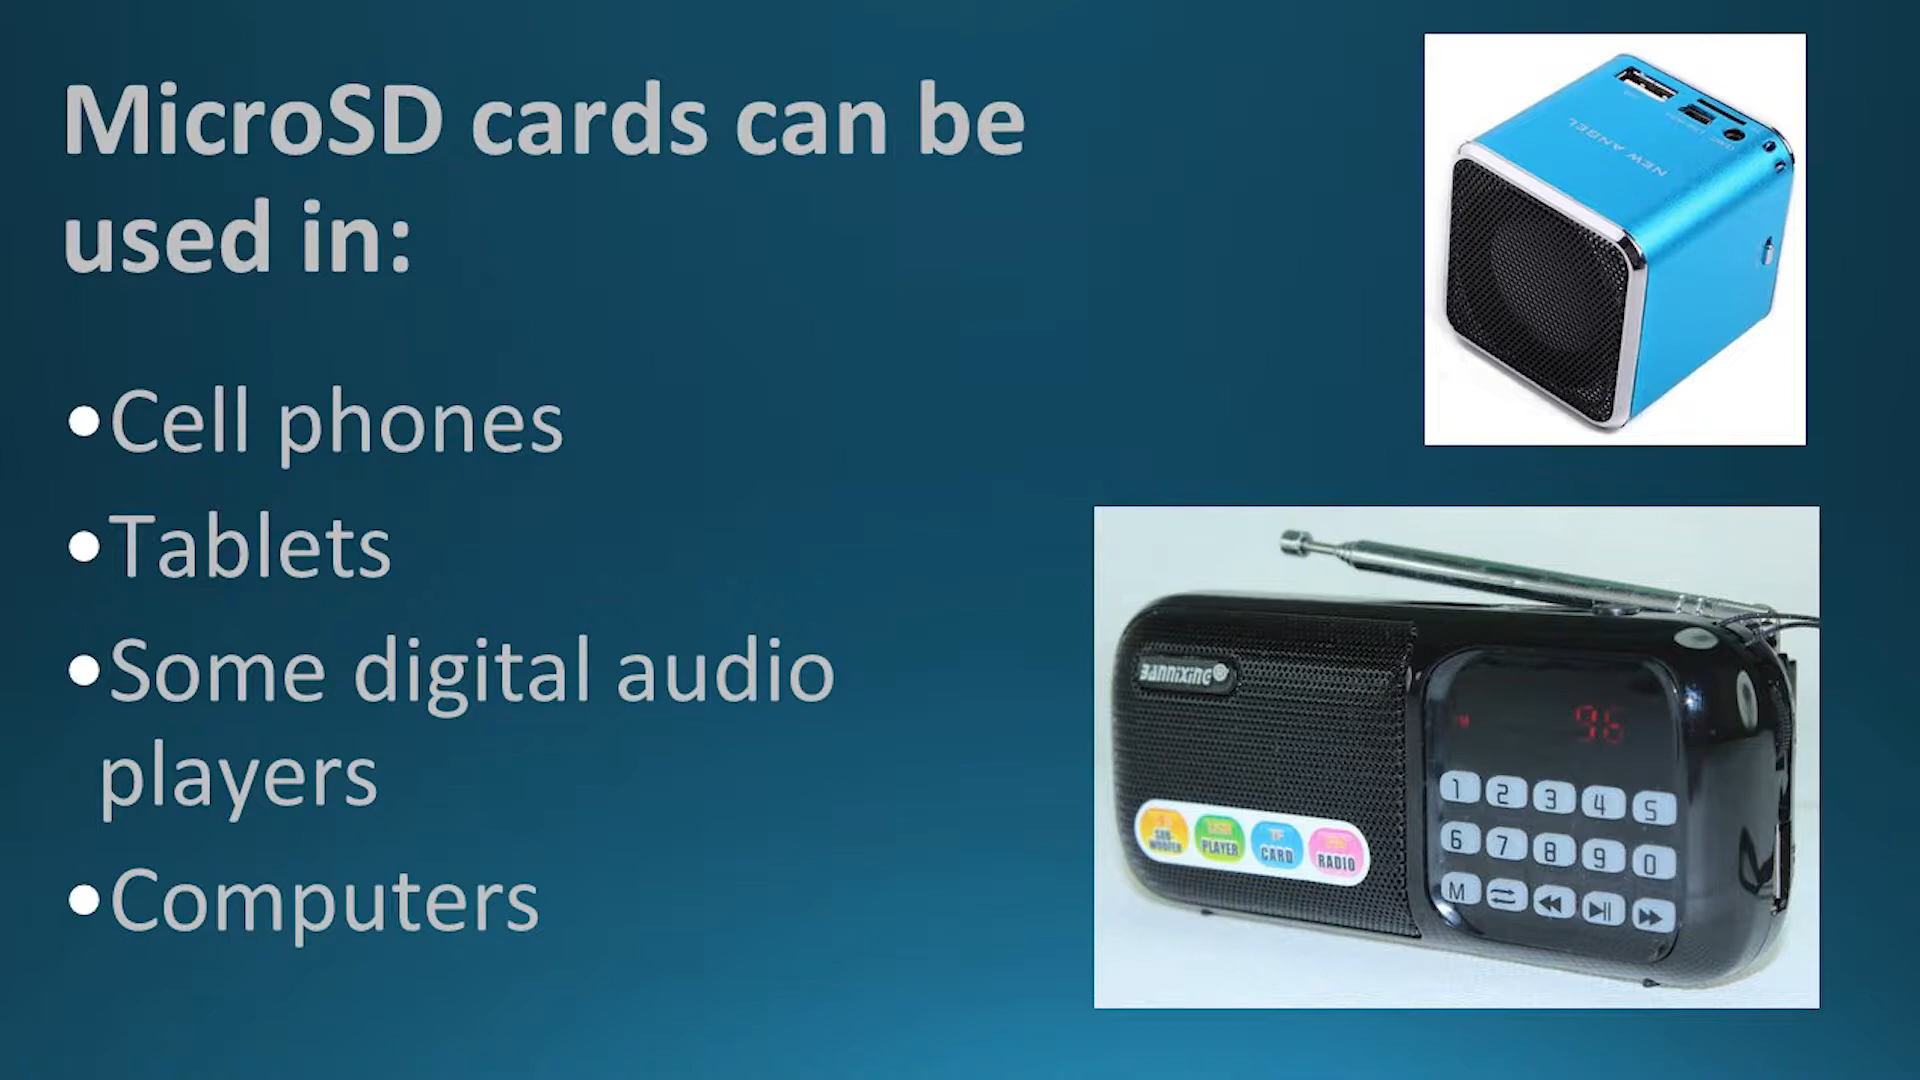 MicroSD cards can be
used in:
•Cell phones
•Tablets
•Some digital audio
players
•Computers
NEW ANGEL
BANNIXING
96
1 2 3 4 5
6 7 8 9 0
M
PLAYER
CARD
RADIO